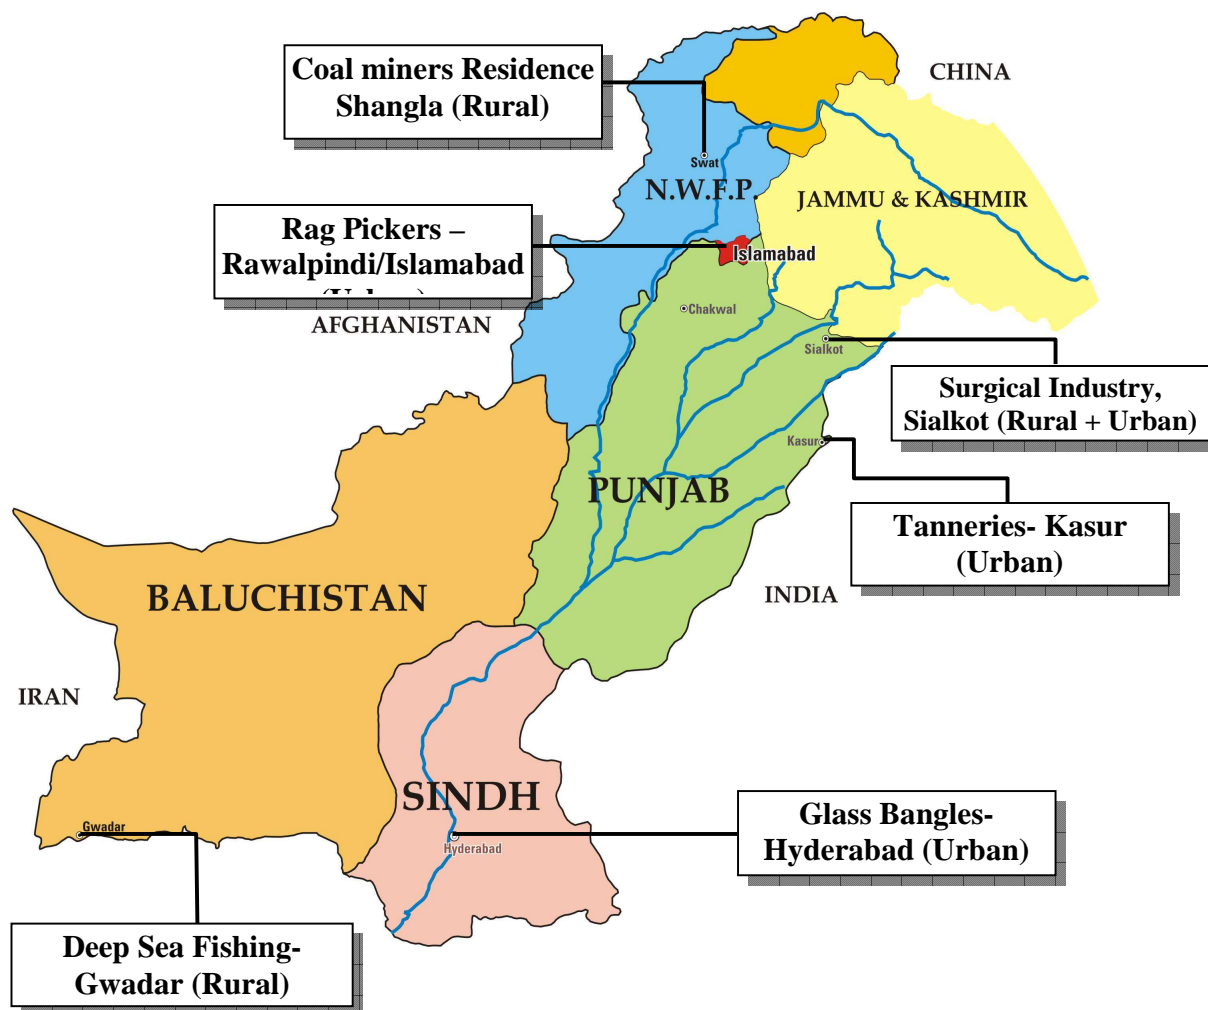 Coal miners Residence
Shangla (Rural)
CHINA
Swat
N.W.F.P.
JAMMU & KASHMIR
Rag Pickers –
Rawalpindi/Islamabad
Islamabad
Chakwal
AFGHANISTAN
Sialkot
Surgical Industry,
Sialkot (Rural + Urban)
Kasur
PUNJAB
Tanneries- Kasur
(Urban)
INDIA
BALUCHISTAN
IRAN
SINDH
Glass Bangles-
Hyderabad (Urban)
Gwadar
Hyderabad
Deep Sea Fishing-
Gwadar (Rural)